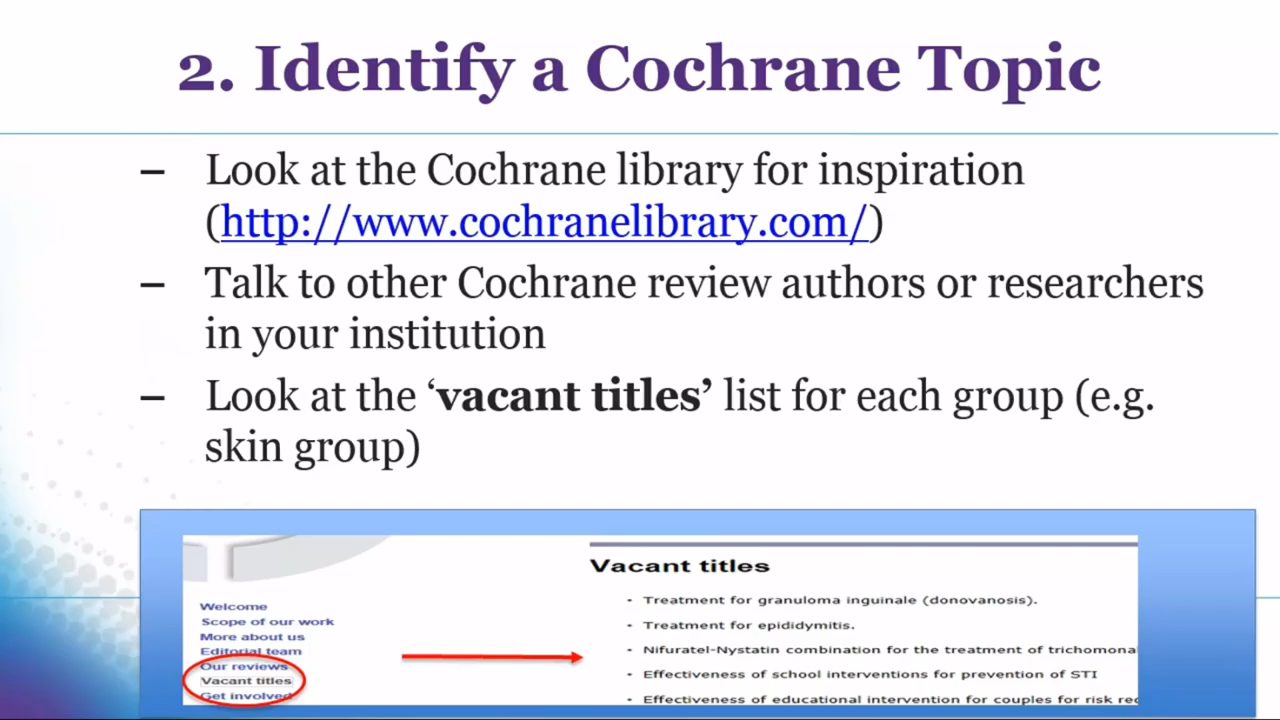 2. Identify a Cochrane Topic
– Look at the Cochrane library for inspiration
(http://www.cochranelibrary.com/)
– Talk to other Cochrane review authors or researchers
in your institution
– Look at the ‘vacant titles’ list for each group (e.g.
skin group)
Welcome
Scope of our work
More about us
Editorial team
Our reviews
Vacant titles
Get involved
Vacant titles
• Treatment for granuloma inguinale (donovanosis).
• Treatment for epididymitis.
• Nifuratel-Nystatin combination for the treatment of trichomona
• Effectiveness of school interventions for prevention of STI
• Effectiveness of educational intervention for couples for risk rec